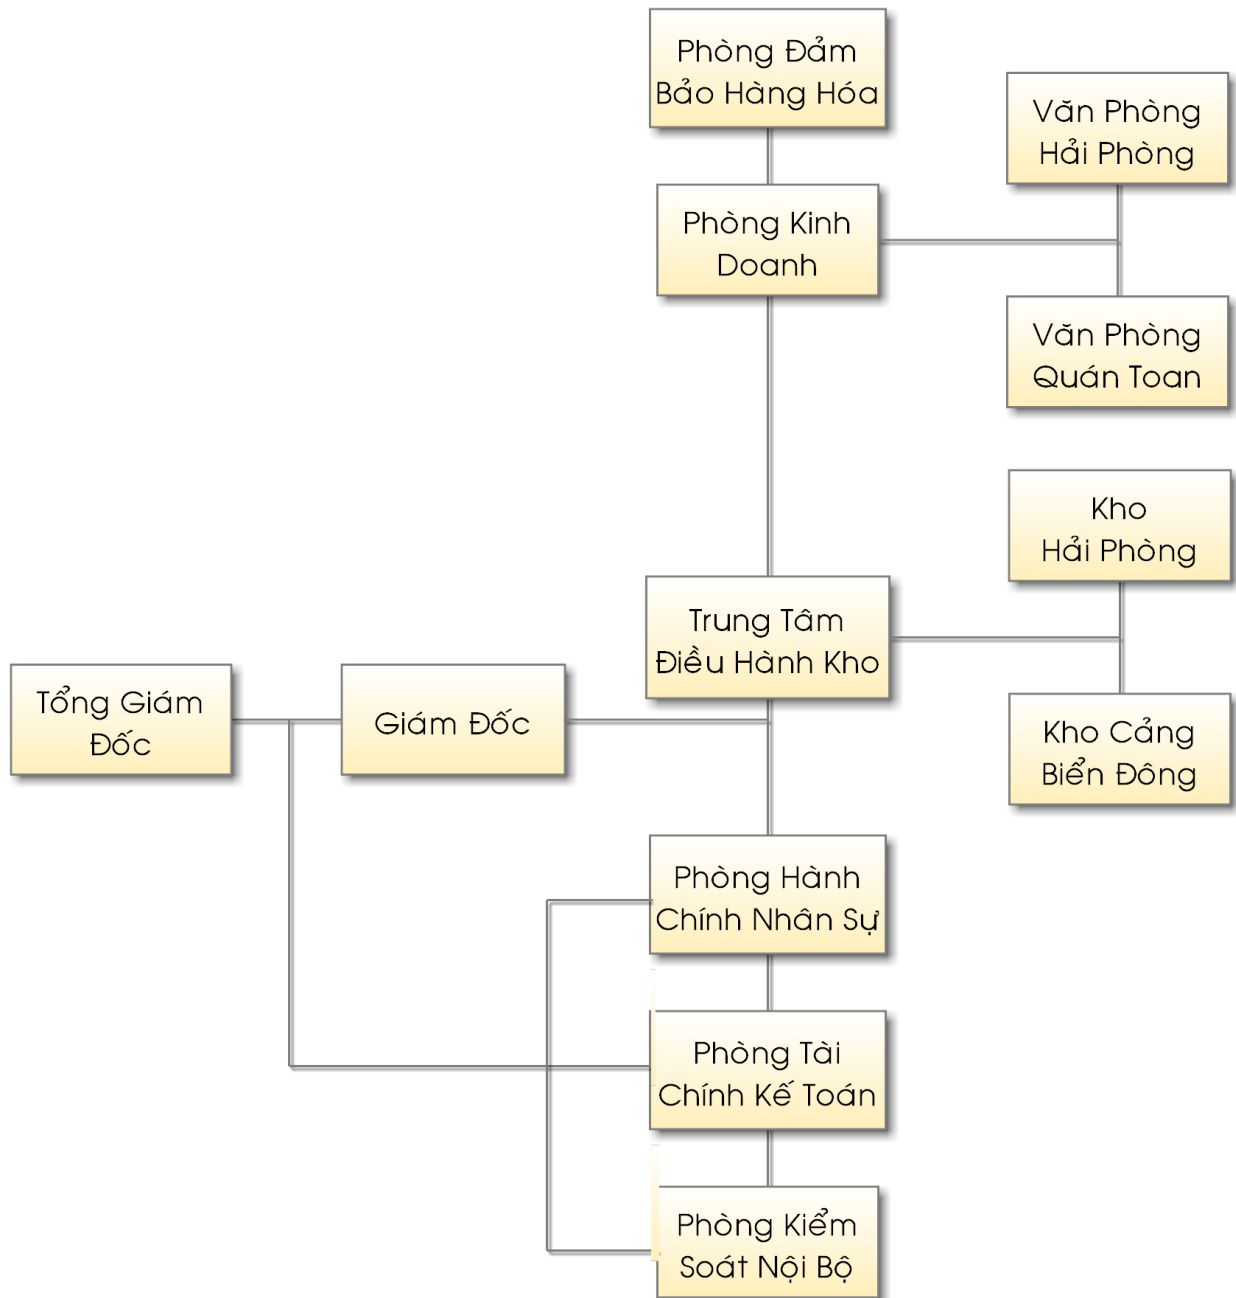 Phòng Đảm
Bảo Hàng Hóa
Văn Phòng
Hải Phòng
Phòng Kinh
Doanh
Văn Phòng
Quán Toan
Kho
Hải Phòng
Trung Tâm
Điều Hành Kho
Tổng Giám
Đốc
Giám Đốc
Kho Cảng
Biển Đông
Phòng Hành
Chính Nhân Sự
Phòng Tài
Chính Kế Toán
Phòng Kiểm
Soát Nội Bộ